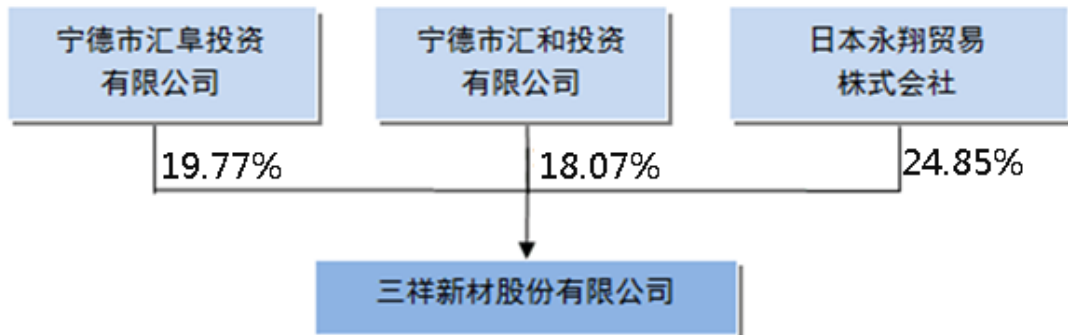 宁德市汇阜投资
有限公司
宁德市汇和投资
有限公司
日本永翔贸易
株式会社
19.77%
18.07%
24.85%
三祥新材股份有限公司